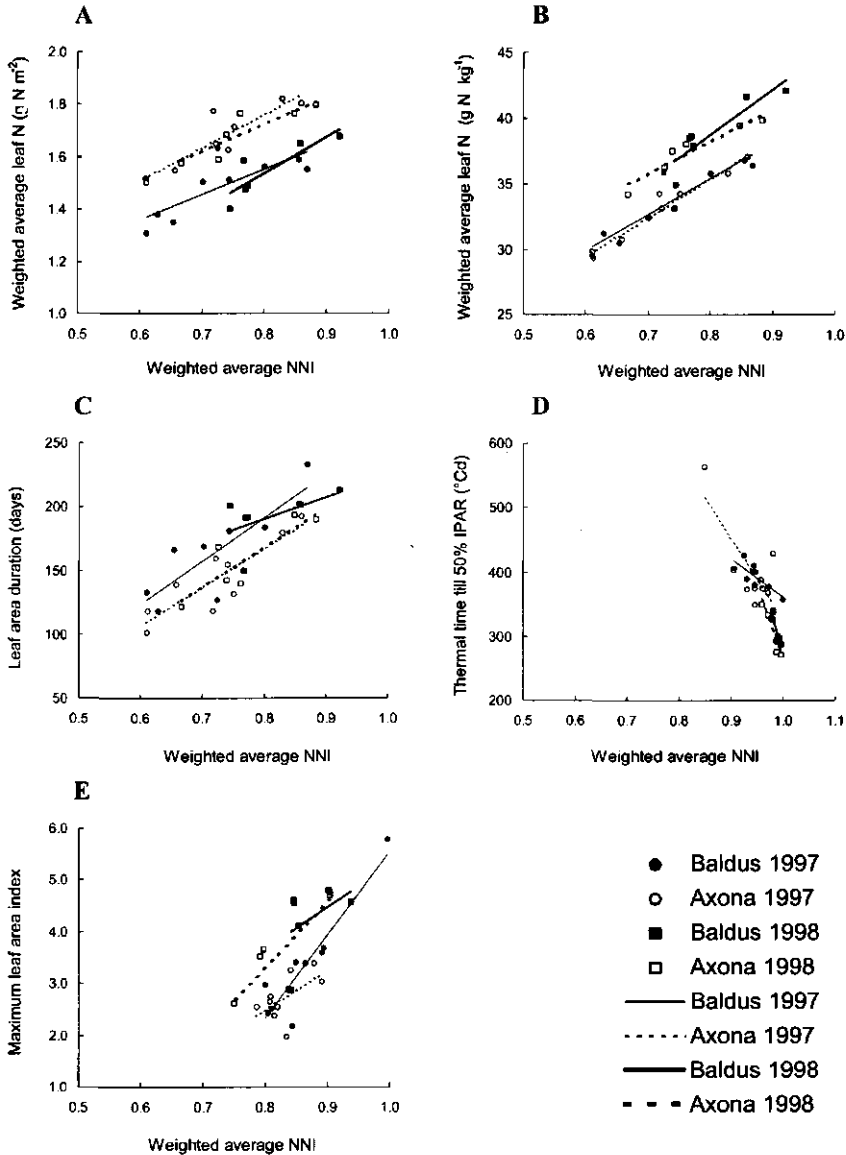 A
Weighted average leaf N (g N m⁻²)
2.0
1.8
1.6
1.4
1.2
1.0
0.5 0.6 0.7 0.8 0.9 1.0
Weighted average NNI
B
Weighted average leaf N (g N kg⁻¹)
45
40
35
30
25
0.5 0.6 0.7 0.8 0.9 1.0
Weighted average NNI
C
Leaf area duration (days)
250
200
150
100
50
0.5 0.6 0.7 0.8 0.9 1.0
Weighted average NNI
D
Thermal time till 50% IPAR (°Cd)
600
500
400
300
200
0.5 0.6 0.7 0.8 0.9 1.0 1.1
Weighted average NNI
E
Maximum leaf area index
6.0
5.0
4.0
3.0
2.0
1.0
0.5 0.6 0.7 0.8 0.9 1.0
Weighted average NNI
Baldus 1997
Axona 1997
Baldus 1998
Axona 1998
Baldus 1997
Axona 1997
Baldus 1998
Axona 1998